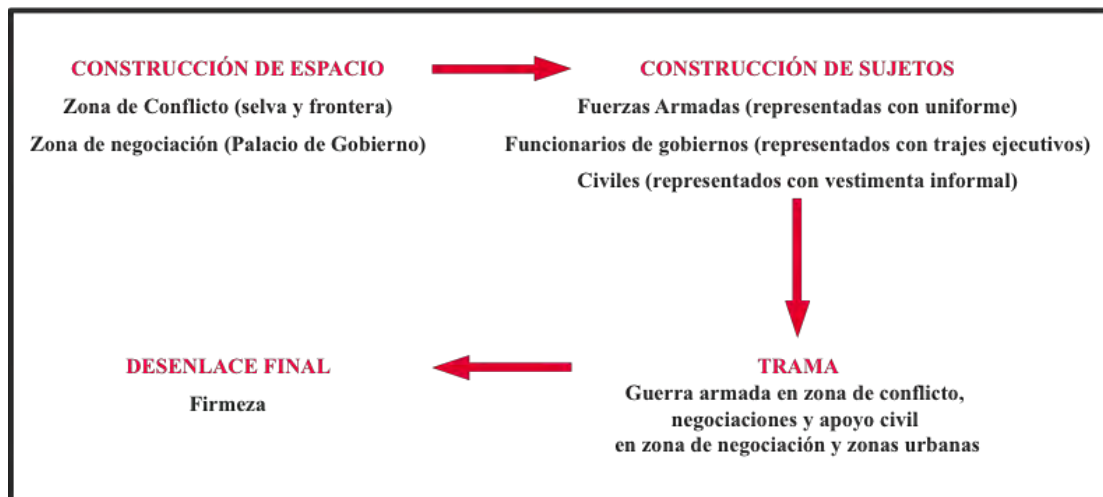 CONSTRUCCIÓN DE ESPACIO
Zona de Conflicto (selva y frontera)
Zona de negociación (Palacio de Gobierno)
CONSTRUCCIÓN DE SUJETOS
Fuerzas Armadas (representadas con uniforme)
Funcionarios de gobiernos (representados con trajes ejecutivos)
Civiles (representados con vestimenta informal)
TRAMA
Guerra armada en zona de conflicto,
negociaciones y apoyo civil
en zona de negociación y zonas urbanas
DESENLACE FINAL
Firmeza